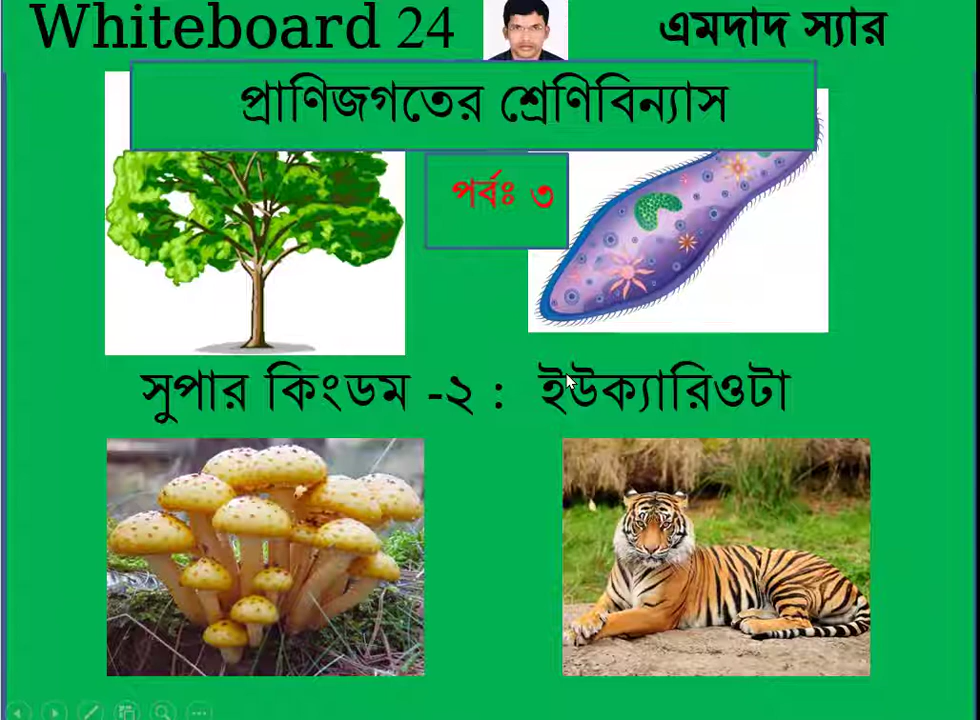 Whiteboard 24
এমদাদ স্যার
প্রাণিজগতের শ্রেণিবিন্যাস
পর্বঃ ৩
সুপার কিংডম -২ : ইউক্যারিওটা